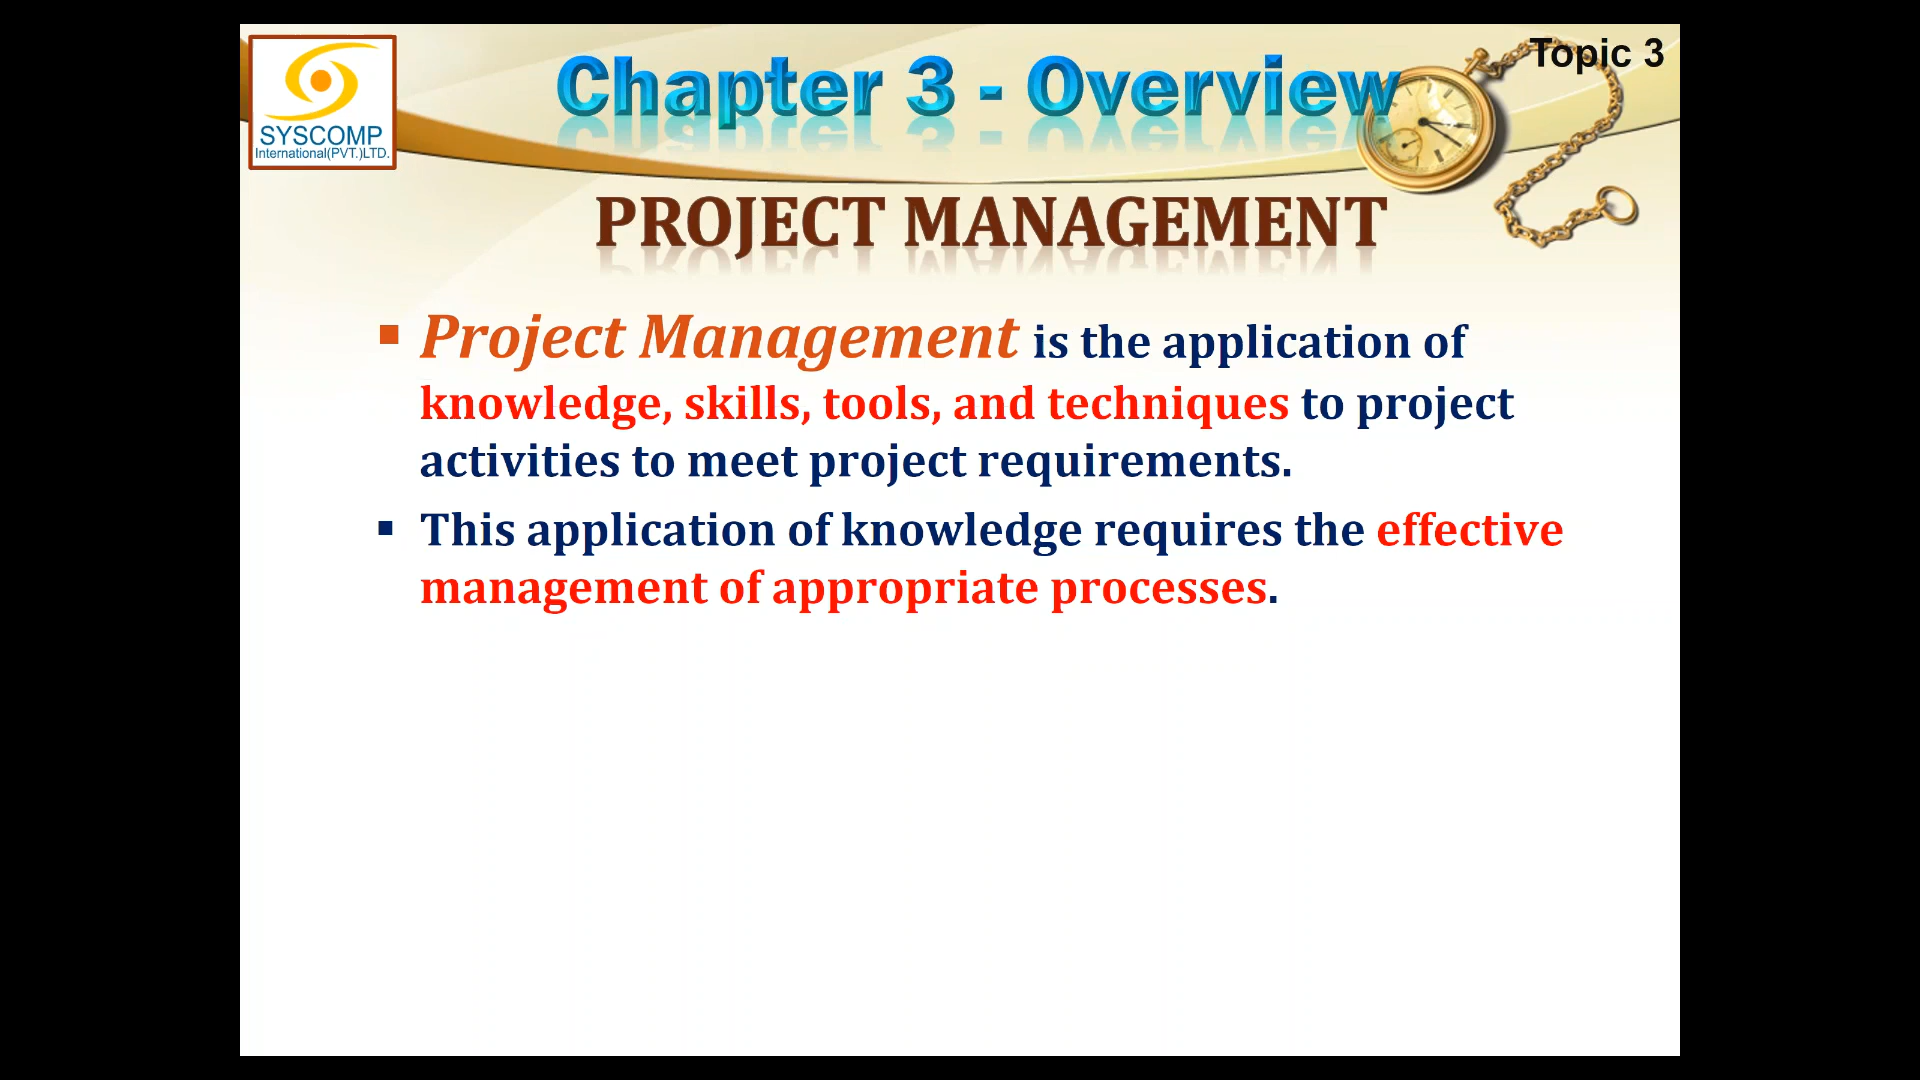 Topic 3
SYSCOMP
International(PVT.)LTD.
Chapter 3 - Overview
PROJECT MANAGEMENT
▪ Project Management is the application of
knowledge, skills, tools, and techniques to project
activities to meet project requirements.
▪ This application of knowledge requires the effective
management of appropriate processes.